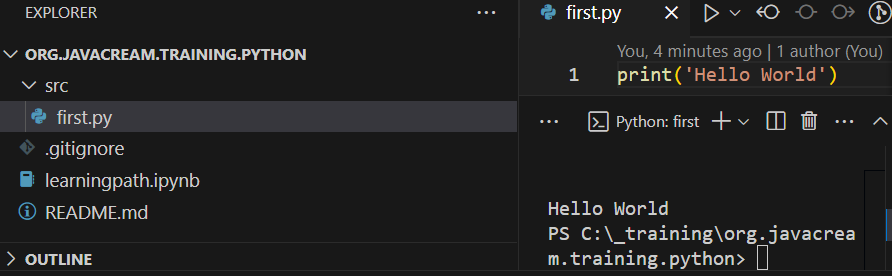 EXPLORER
ORG.JAVACREAM.TRAINING.PYTHON
src
first.py
.gitignore
learningpath.ipynb
README.md
OUTLINE
first.py
You, 4 minutes ago | 1 author (You)
1 print('Hello World')
Python: first
Hello World
PS C:\_training\org.javacrea
m.training.python>